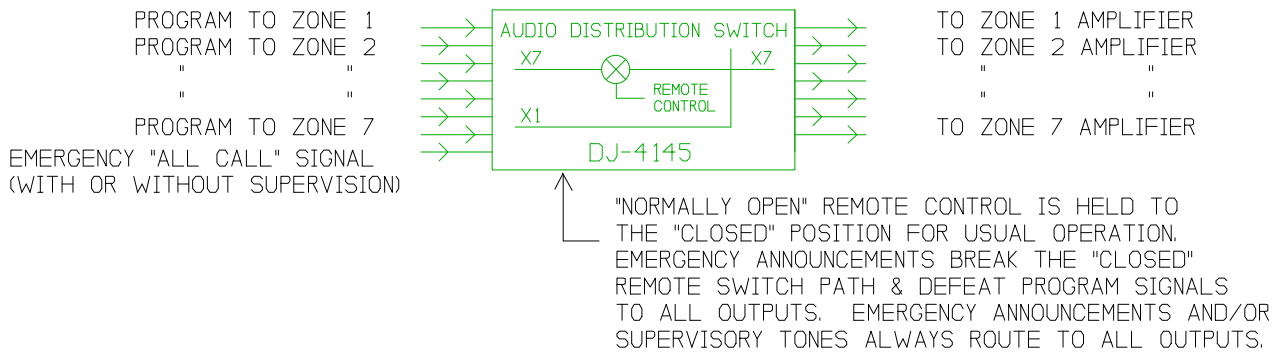 PROGRAM TO ZONE 1
PROGRAM TO ZONE 2
" "
" "
PROGRAM TO ZONE 7
EMERGENCY "ALL CALL" SIGNAL
(WITH OR WITHOUT SUPERVISION)
AUDIO DISTRIBUTION SWITCH
X7 X7
REMOTE
CONTROL
X1
DJ-4145
TO ZONE 1 AMPLIFIER
TO ZONE 2 AMPLIFIER
" "
" "
TO ZONE 7 AMPLIFIER
"NORMALLY OPEN" REMOTE CONTROL IS HELD TO
THE "CLOSED" POSITION FOR USUAL OPERATION.
EMERGENCY ANNOUNCEMENTS BREAK THE "CLOSED"
REMOTE SWITCH PATH & DEFEAT PROGRAM SIGNALS
TO ALL OUTPUTS. EMERGENCY ANNOUNCEMENTS AND/OR
SUPERVISORY TONES ALWAYS ROUTE TO ALL OUTPUTS.